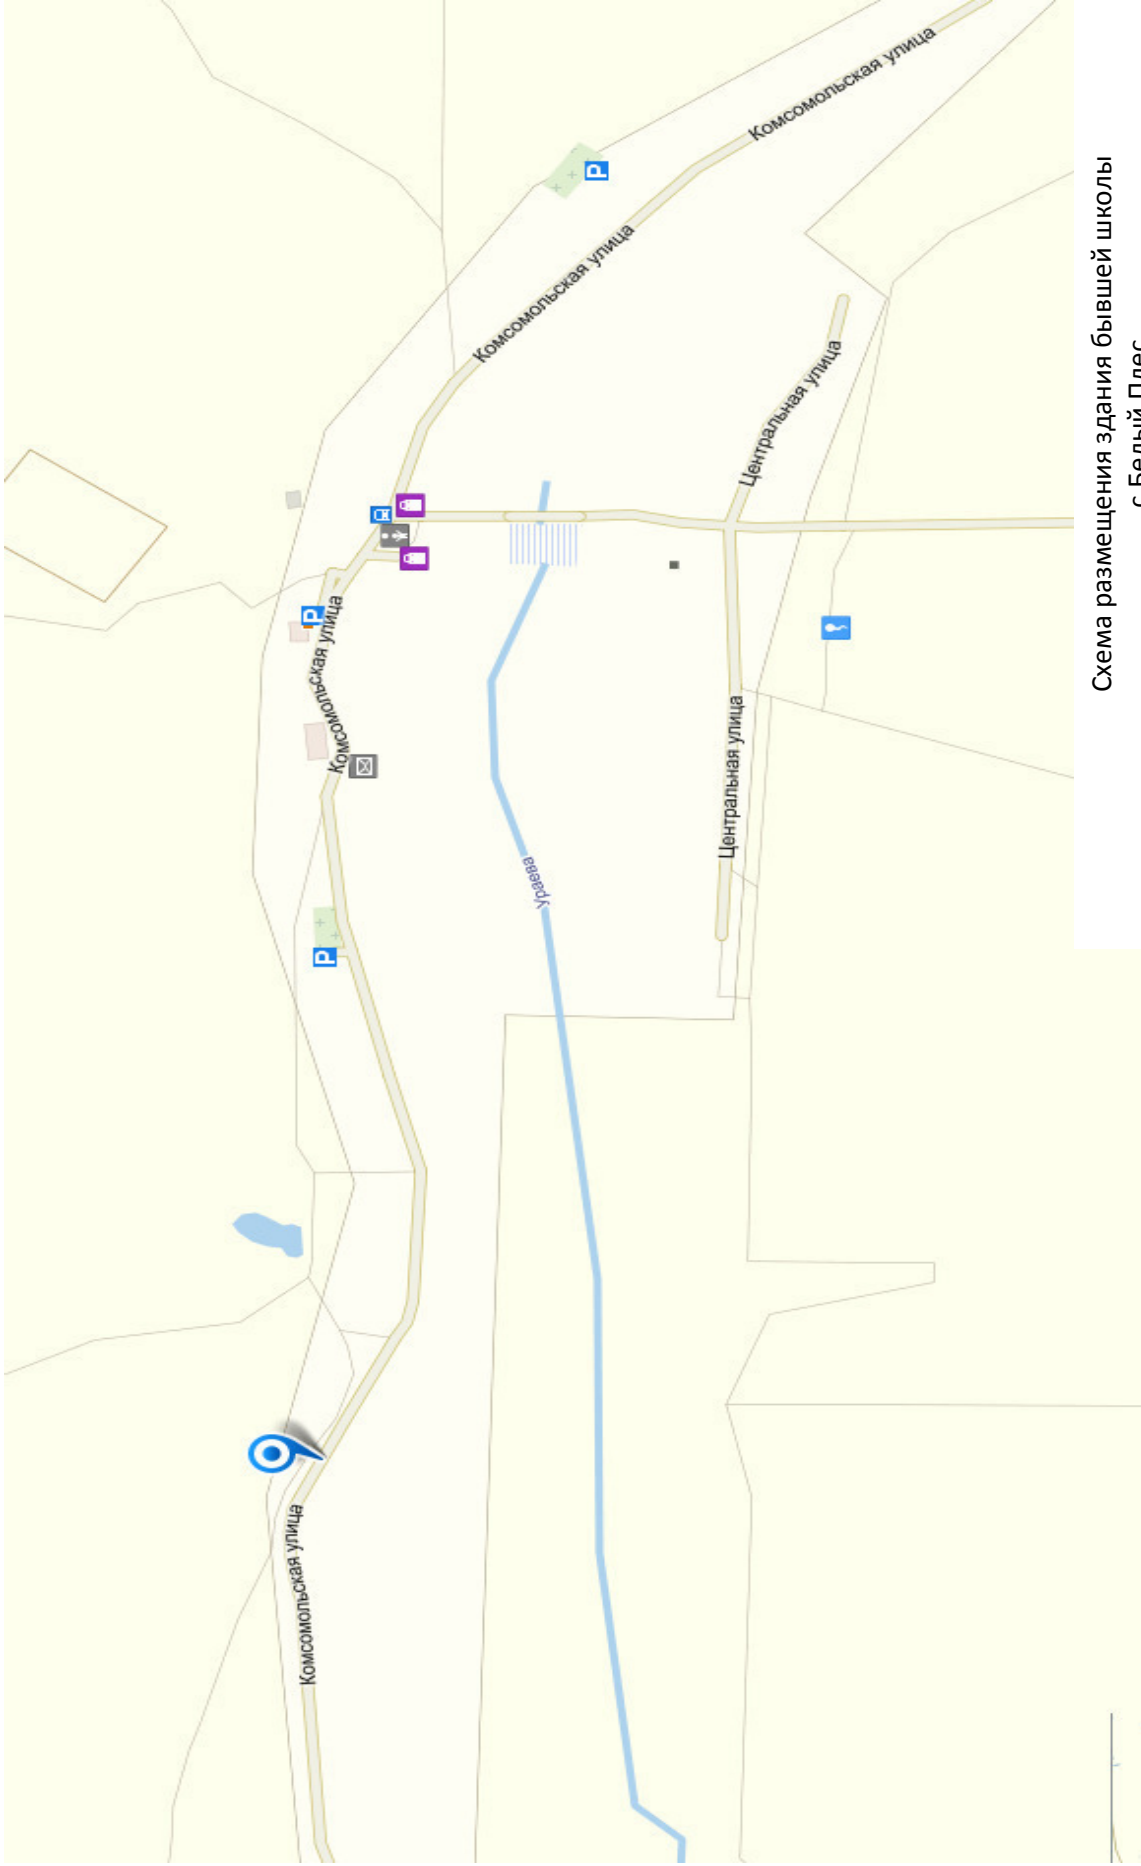 Комсомольская улица
Комсомольская улица
Комсомольская улица
Комсомольская улица
Центральная улица
Центральная улица
Ураева
P
P
P
Схема размещения здания бывшей школы
с Белый Плес